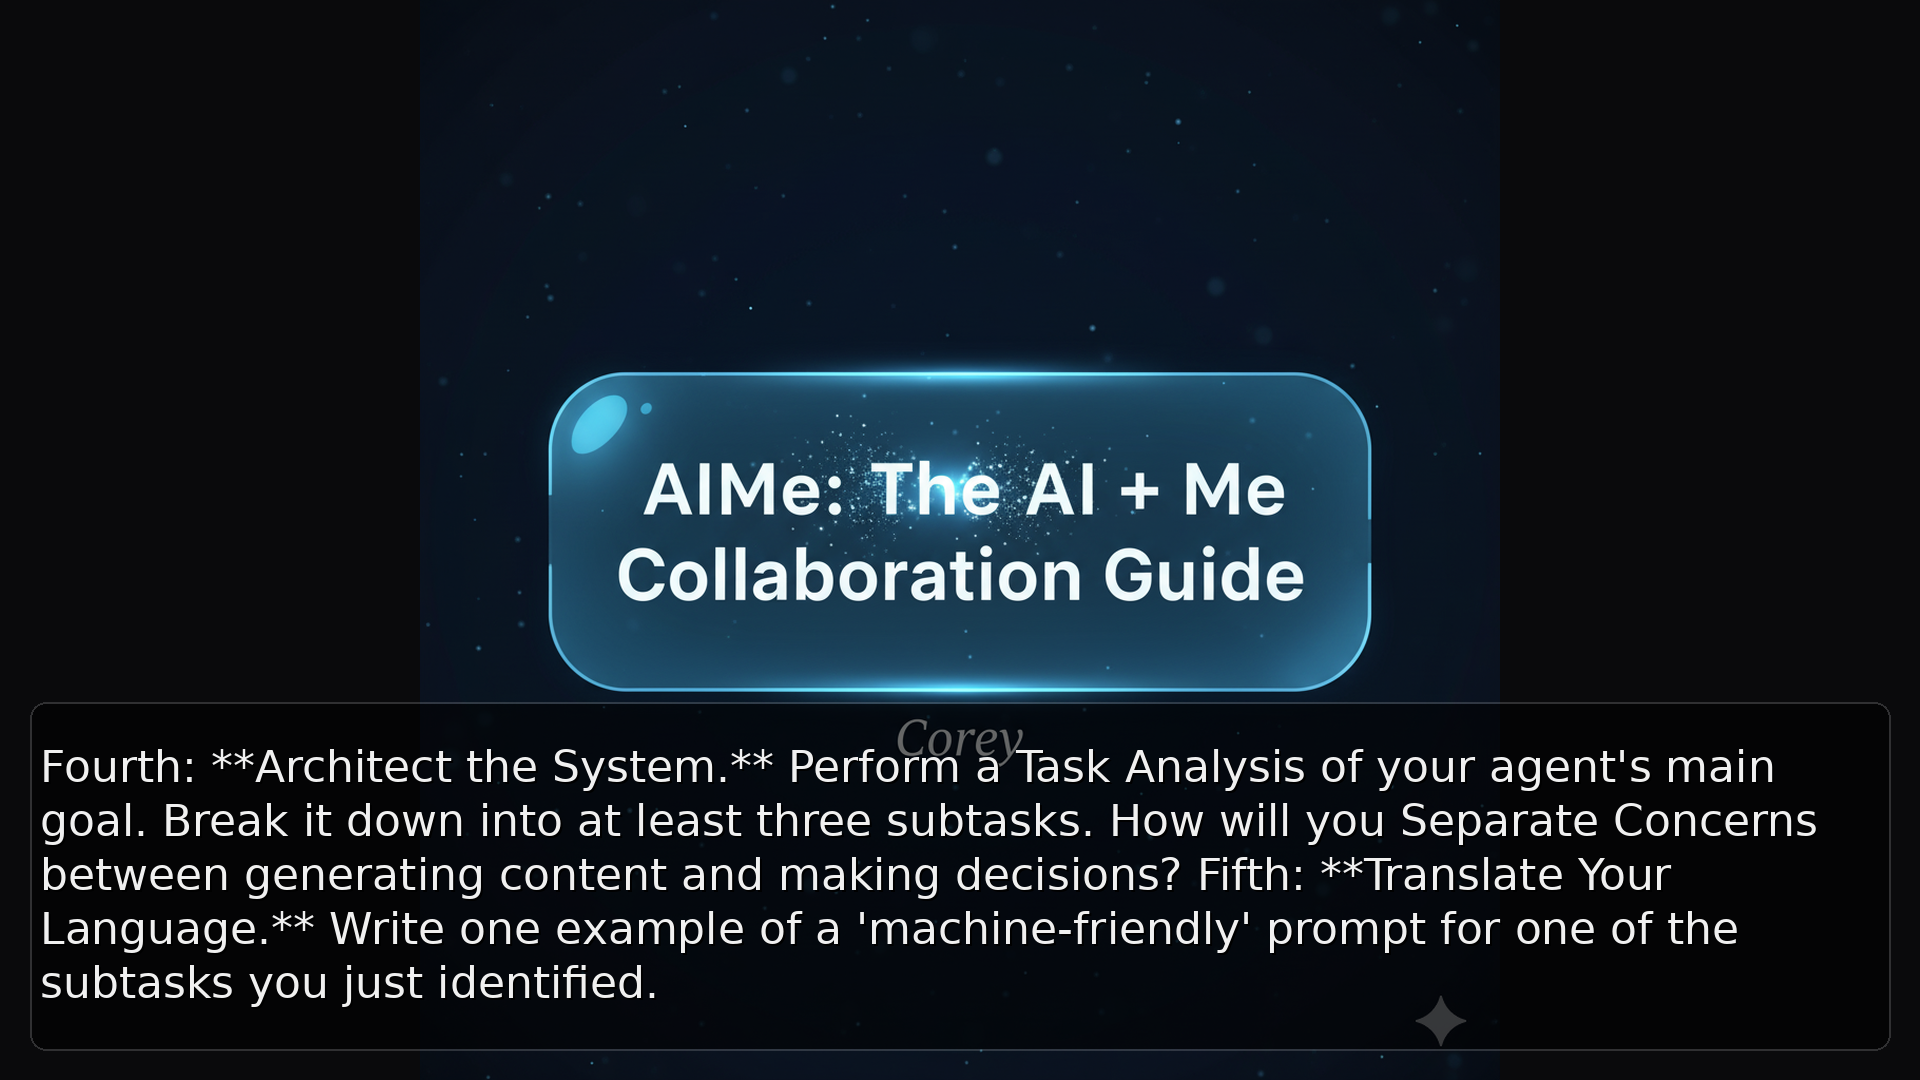 AIMe: The AI + Me
Collaboration Guide
Corey
Fourth: **Architect the System.** Perform a Task Analysis of your agent's main
goal. Break it down into at least three subtasks. How will you Separate Concerns
between generating content and making decisions? Fifth: **Translate Your
Language.** Write one example of a 'machine-friendly' prompt for one of the
subtasks you just identified.